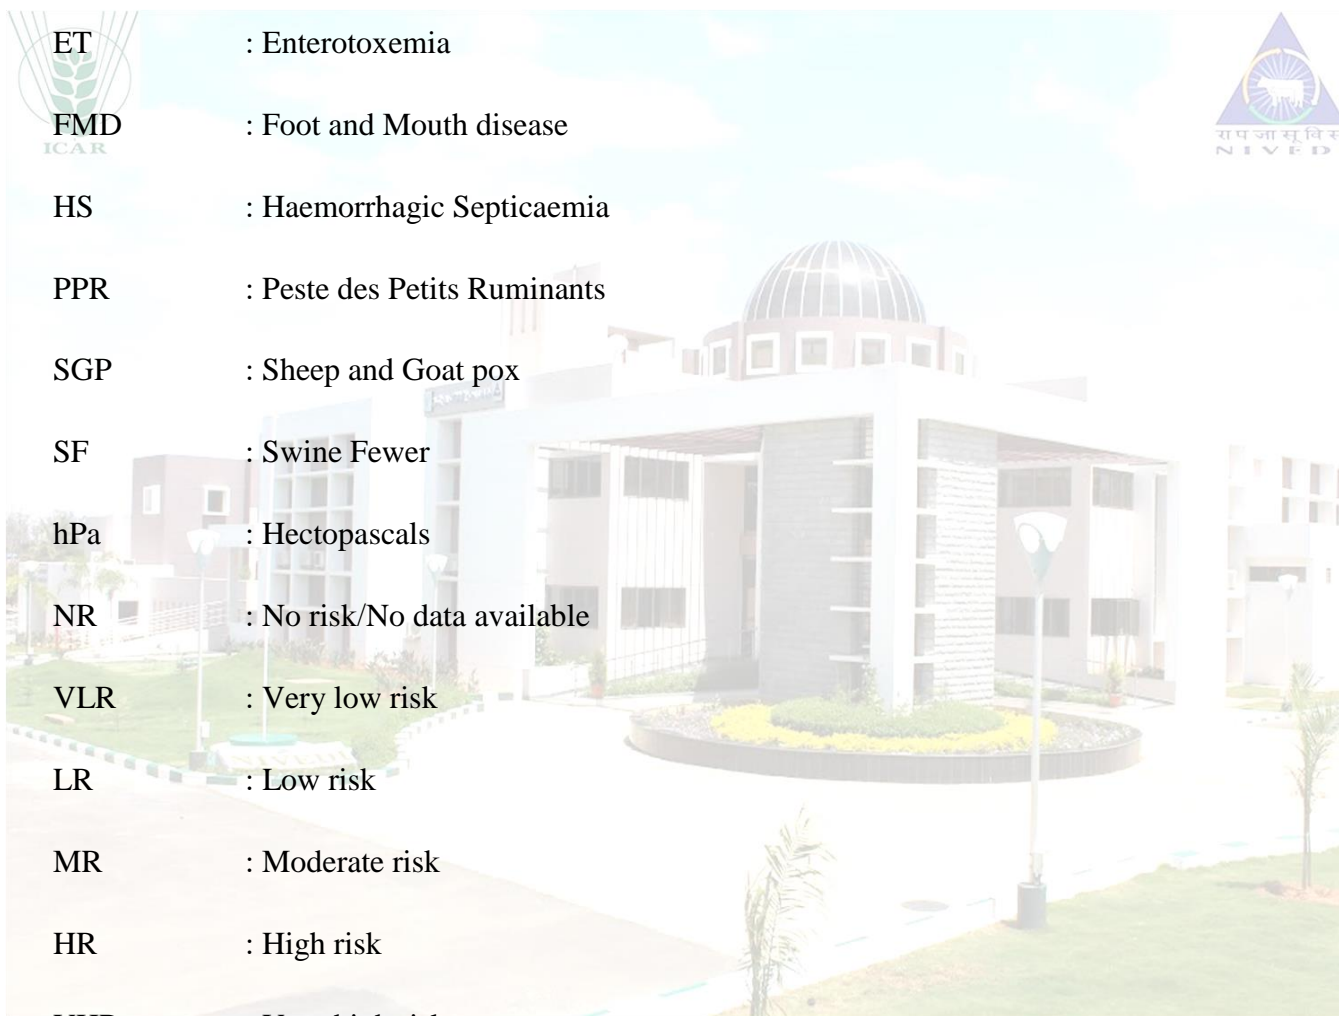 ET : Enterotoxemia
FMD : Foot and Mouth disease
ICAR
राप जा सू वि सं
NIVEDI
HS : Haemorrhagic Septicaemia
PPR : Peste des Petits Ruminants
SGP : Sheep and Goat pox
SF : Swine Fewer
hPa : Hectopascals
NR : No risk/No data available
VLR : Very low risk
LR : Low risk
MR : Moderate risk
HR : High risk